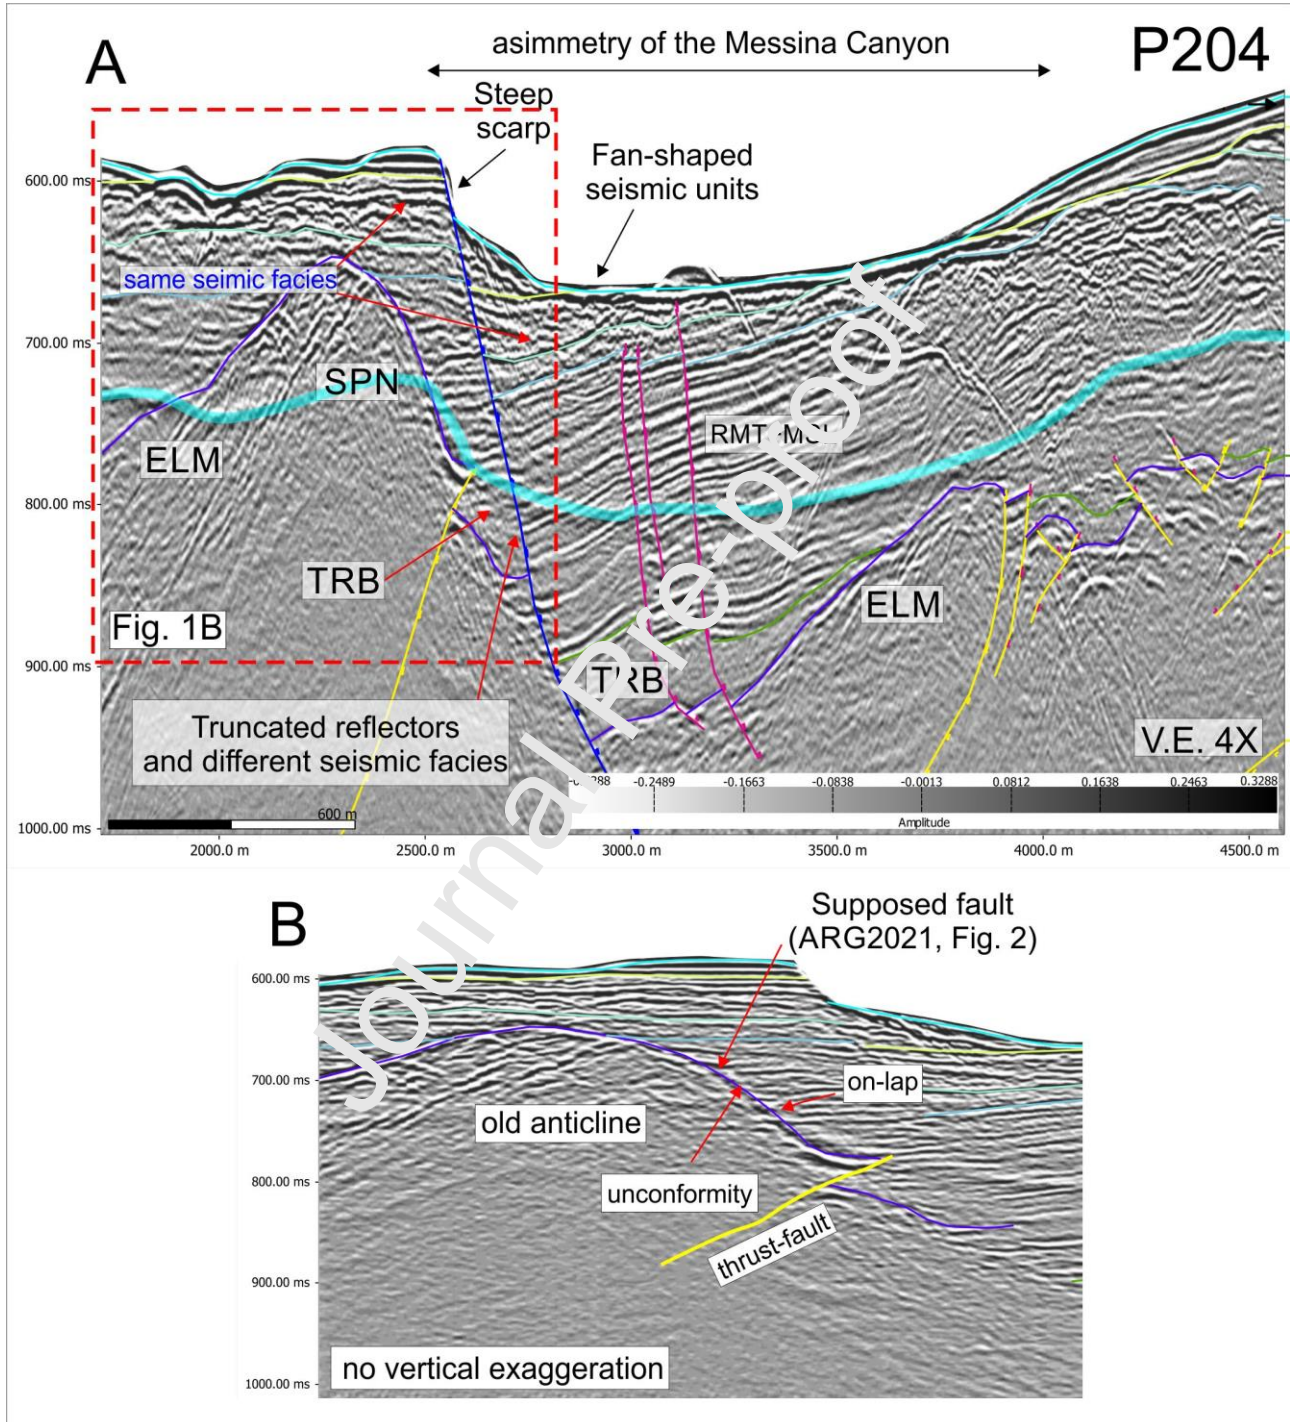 A
asimmetry of the Messina Canyon
P204
Steep
scarp
Fan-shaped
seismic units
600.00 ms
same seimic facies
700.00 ms
SPN
ELM
RMT-MS
800.00 ms
TRB
ELM
Fig. 1B
900.00 ms
TRB
Truncated reflectors
and different seismic facies
V.E. 4X
-0.2489 -0.1663 -0.0838 -0.0013 0.0812 0.1638 0.2463 0.3288
Amplitude
600 m
1000.00 ms
2000.0 m 2500.0 m 3000.0 m 3500.0 m 4000.0 m 4500.0 m
Journal Pre-proof
B
Supposed fault
(ARG2021, Fig. 2)
600.00 ms
700.00 ms
on-lap
old anticline
800.00 ms
unconformity
thrust-fault
900.00 ms
no vertical exaggeration
1000.00 ms